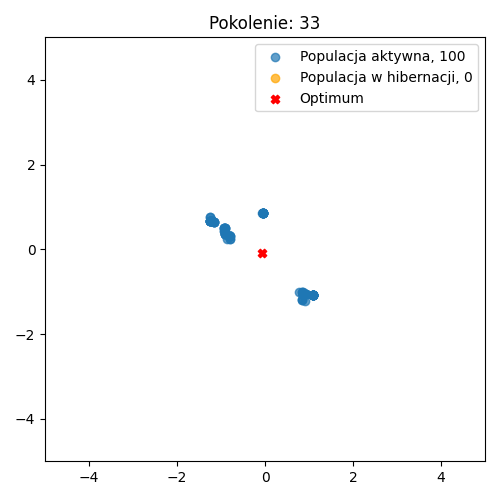 Pokolenie: 33
Populacja aktywna, 100
Populacja w hibernacji, 0
Optimum
4
2
0
−2
−4
−4
−2
0
2
4